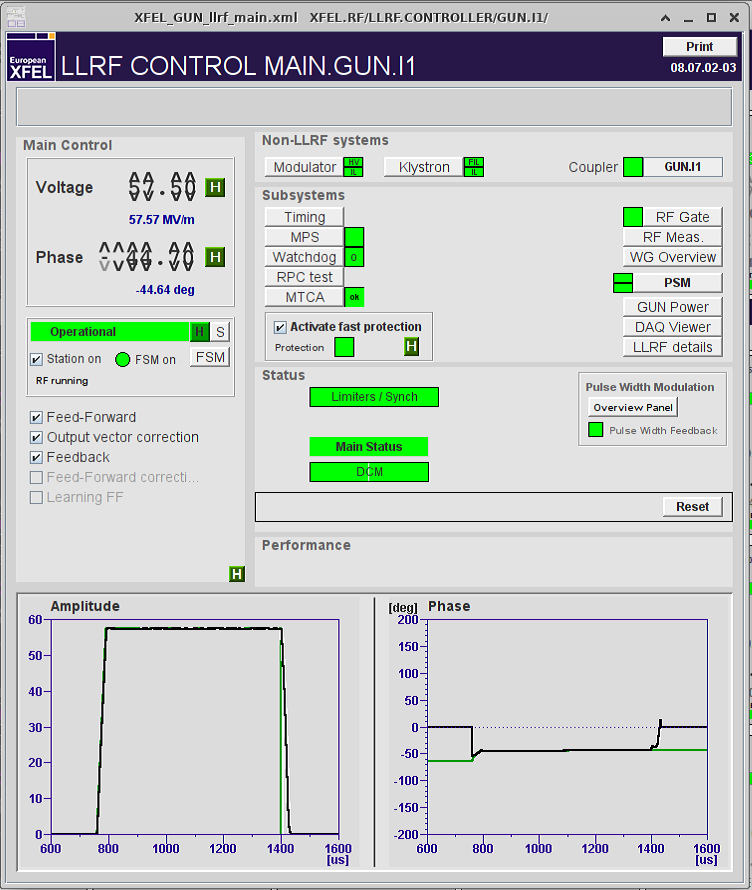 XFEL_GUN_llrf_main.xml XFEL.RF/LLRF.CONTROLLER/GUN.I1/
European
XFEL
LLRF CONTROL MAIN.GUN.I1
Print
08.07.02-03
Main Control
Voltage 57.50 H
57.57 MV/m
Phase -44.70 H
-44.64 deg
Operational H S
Station on FSM on FSM
RF running
Feed-Forward
Output vector correction
Feedback
Feed-Forward correcti...
Learning FF
H
Non-LLRF systems
Modulator HV IL Klystron FIL IL Coupler GUN.I1
Subsystems
Timing
MPS
Watchdog 0
RPC test
MTCA ok
RF Gate
RF Meas.
WG Overview
PSM
GUN Power
DAQ Viewer
LLRF details
Activate fast protection
Protection H
Status
Limiters / Synch
Main Status
DCM
Pulse Width Modulation
Overview Panel
Pulse Width Feedback
Reset
Performance
Amplitude
60
50
40
30
20
10
0
600 800 1000 1200 1400 1600
[us]
[deg] Phase
200
150
100
50
0
-50
-100
-150
-200
600 800 1000 1200 1400 1600
[us]